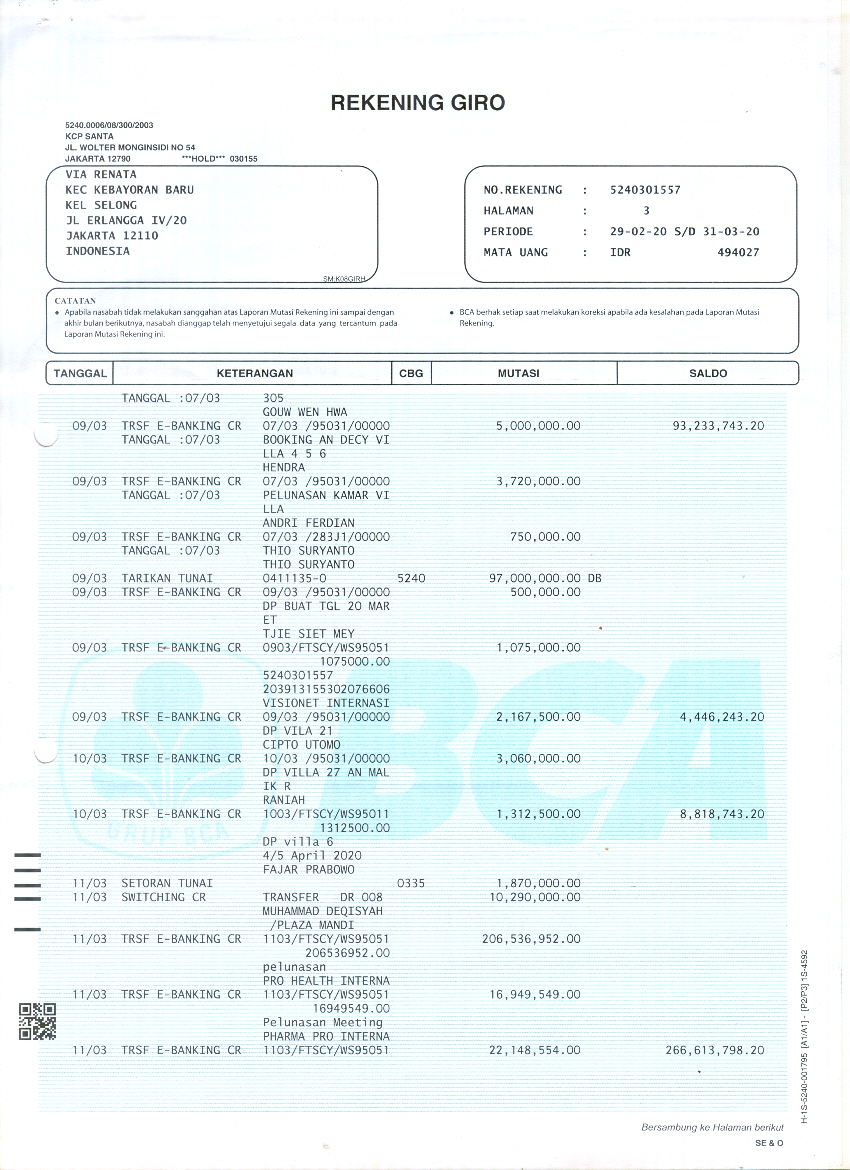 REKENING GIRO
5240.0006/08/300/2003
KCP SANTA
JL. WOLTER MONGINSIDI NO 54
JAKARTA 12790 ***HOLD*** 030155
VIA RENATA
KEC KEBAYORAN BARU
KEL SELONG
JL ERLANGGA IV/20
JAKARTA 12110
INDONESIA
SM:K08GIRH
NO.REKENING : 5240301557
HALAMAN : 3
PERIODE : 29-02-20 S/D 31-03-20
MATA UANG : IDR 494027
CATATAN
• Apabila nasabah tidak melakukan sanggahan atas Laporan Mutasi Rekening ini sampai dengan
akhir bulan berikutnya, nasabah dianggap telah menyetujui segala data yang tercantum pada
Laporan Mutasi Rekening ini.
• BCA berhak setiap saat melakukan koreksi apabila ada kesalahan pada Laporan Mutasi
Rekening.
TANGGAL KETERANGAN CBG MUTASI SALDO
TANGGAL :07/03 305
GOUW WEN HWA
09/03 TRSF E-BANKING CR 07/03 /95031/00000 5,000,000.00 93,233,743.20
TANGGAL :07/03 BOOKING AN DECY VI
LLA 4 5 6
HENDRA
09/03 TRSF E-BANKING CR 07/03 /95031/00000 3,720,000.00
TANGGAL :07/03 PELUNASAN KAMAR VI
LLA
ANDRI FERDIAN
09/03 TRSF E-BANKING CR 07/03 /283J1/00000 750,000.00
TANGGAL :07/03 THIO SURYANTO
THIO SURYANTO
09/03 TARIKAN TUNAI 0411135-0 5240 97,000,000.00 DB
09/03 TRSF E-BANKING CR 09/03 /95031/00000 500,000.00
DP BUAT TGL 20 MAR
ET
TJIE SIET MEY
09/03 TRSF E-BANKING CR 0903/FTSCY/WS95051 1,075,000.00
1075000.00
5240301557
203913155302076606
VISIONET INTERNASI
09/03 TRSF E-BANKING CR 09/03 /95031/00000 2,167,500.00 4,446,243.20
DP VILA 21
CIPTO UTOMO
10/03 TRSF E-BANKING CR 10/03 /95031/00000 3,060,000.00
DP VILLA 27 AN MAL
IK R
RANIAH
10/03 TRSF E-BANKING CR 1003/FTSCY/WS95011 1,312,500.00 8,818,743.20
1312500.00
DP villa 6
4/5 April 2020
FAJAR PRABOWO
11/03 SETORAN TUNAI 0335 1,870,000.00
11/03 SWITCHING CR TRANSFER DR 008 10,290,000.00
MUHAMMAD DEQISYAH
/PLAZA MANDI
11/03 TRSF E-BANKING CR 1103/FTSCY/WS95051 206,536,952.00
206536952.00
pelunasan
PRO HEALTH INTERNA
11/03 TRSF E-BANKING CR 1103/FTSCY/WS95051 16,949,549.00
16949549.00
Pelunasan Meeting
PHARMA PRO INTERNA
11/03 TRSF E-BANKING CR 1103/FTSCY/WS95051 22,148,554.00 266,613,798.20
BCA
GRUP BCA
H-1S-5240-001795 [A1/A1] - [P2/P3] 1S-4592
Bersambung ke Halaman berikut
SE & O